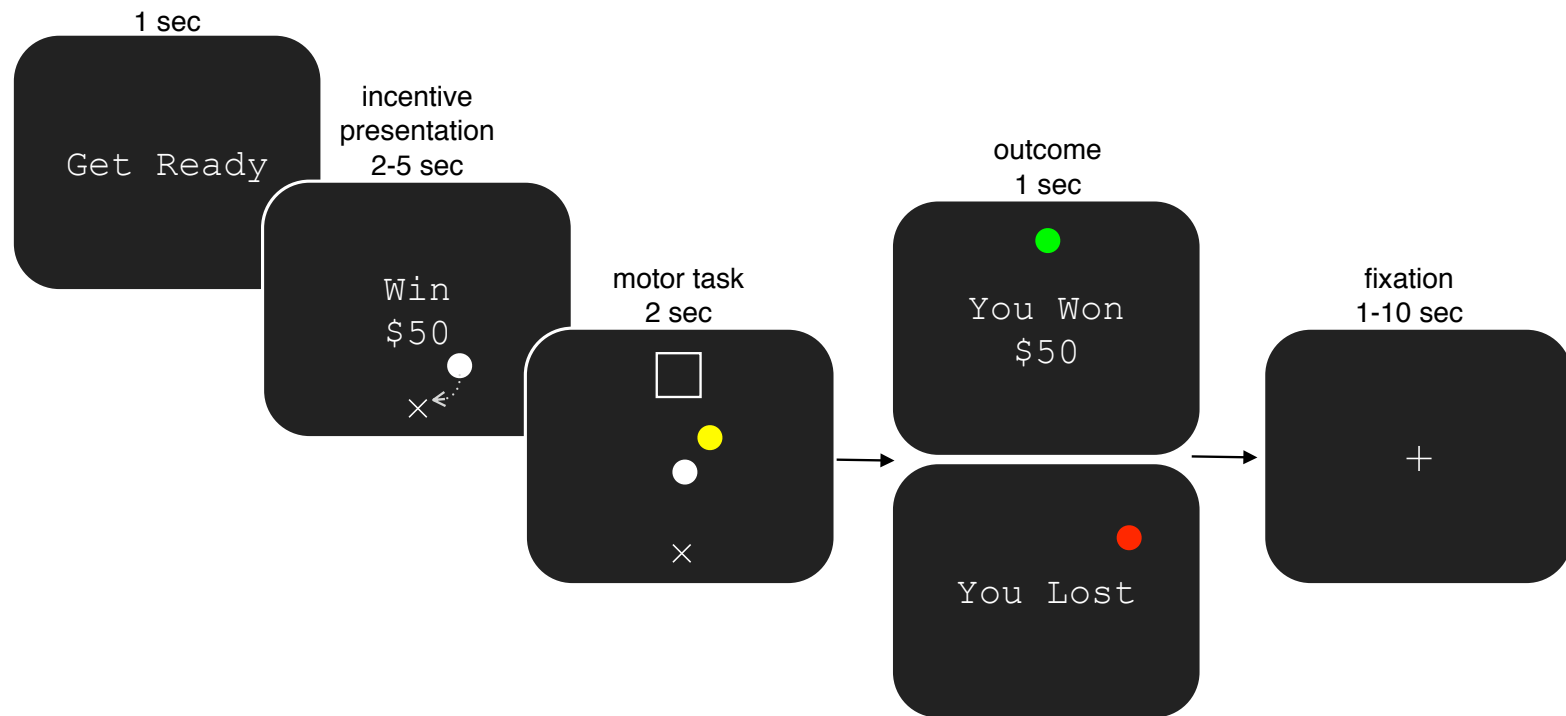 1 sec
Get Ready
incentive
presentation
2-5 sec
Win
$50
motor task
2 sec
outcome
1 sec
You Won
$50
You Lost
fixation
1-10 sec